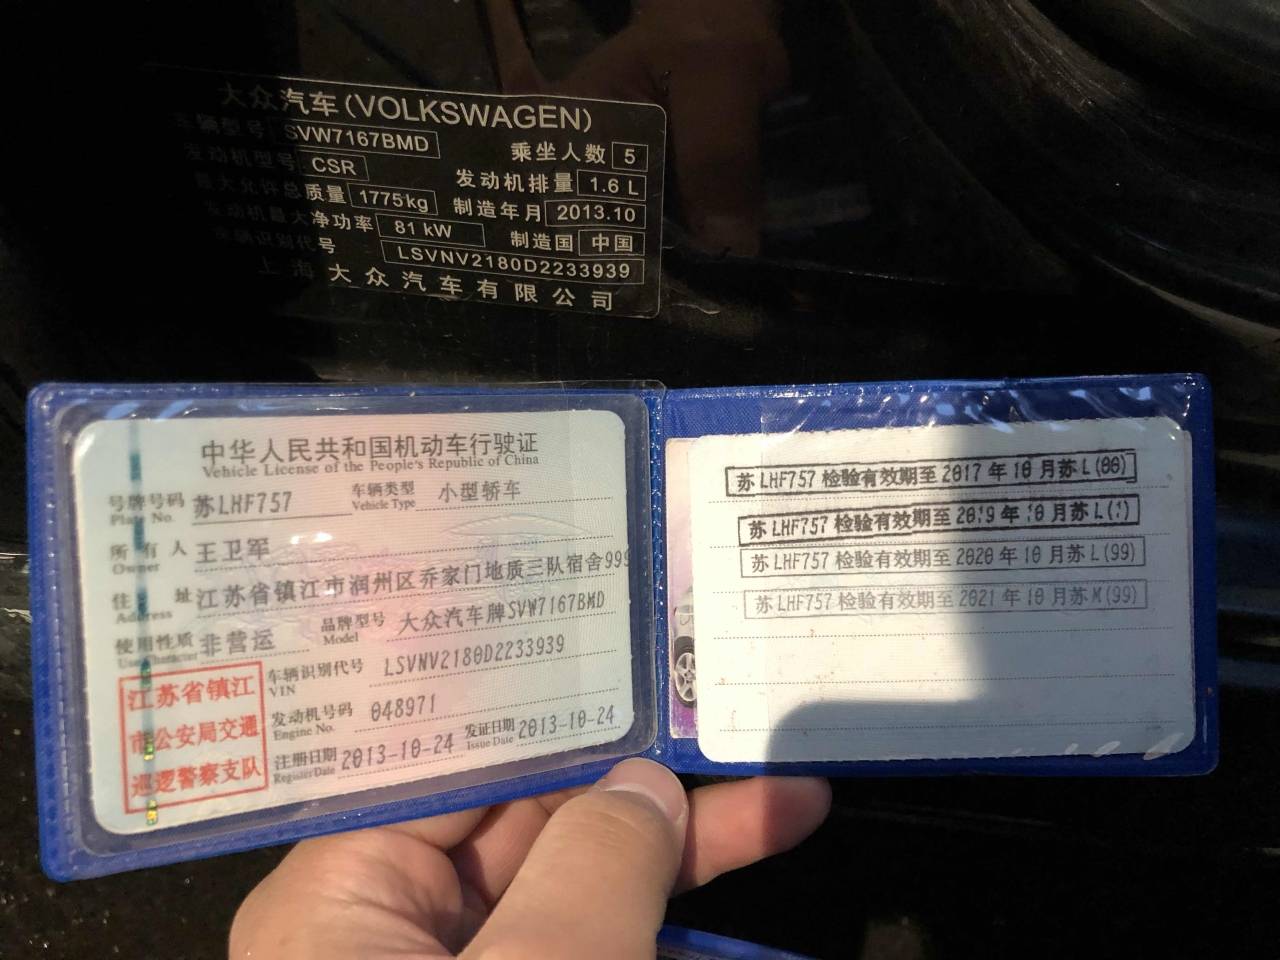 大众汽车(VOLKSWAGEN)
车辆型号 SVW7167BMD 乘坐人数 5
发动机型号 CSR 发动机排量 1.6 L
最大允许总质量 1775kg 制造年月 2013.10
发动机最大净功率 81 kW 制造国 中国
车辆识别代号 LSVNV2180D2233939
上海大众汽车有限公司
中华人民共和国机动车行驶证
Vehicle License of the People's Republic of China
号牌号码 苏LHF757 车辆类型 小型轿车
Plate No. Vehicle Type
所有人 王卫军
Owner
住址 江苏省镇江市润州区乔家门地质三队宿舍999
Address
使用性质 非营运 品牌型号 大众汽车牌SVW7167BMD
Use Character Model
江苏省镇江
市公安局交通
巡逻警察支队
车辆识别代号 LSVNV2180D2233939
VIN
发动机号码 048971
Engine No.
注册日期 2013-10-24 发证日期 2013-10-24
Register Date Issue Date
苏LHF757检验有效期至2017年10月苏L(00)
苏LHF757检验有效期至2019年10月苏L(1)
苏LHF757检验有效期至2020年10月苏L(99)
苏LHF757检验有效期至2021年10月苏M(99)